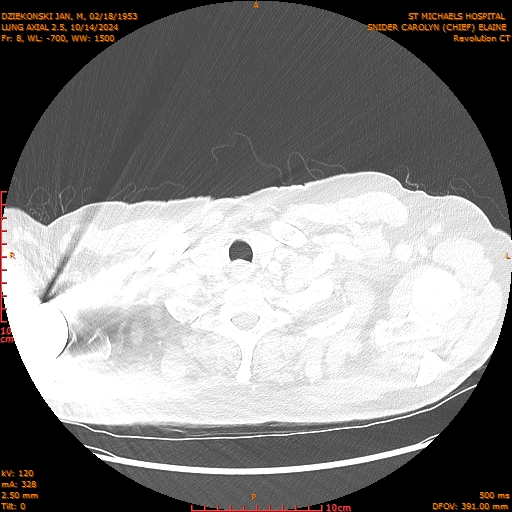 A
DZIEKONSKI JAN, M, 02/18/1953
LUNG AXIAL 2.5, 10/14/2024
Fr: 8, WL: -700, WW: 1500
ST MICHAELS HOSPITAL
SNIDER CAROLYN (CHIEF) ELAINE
Revolution CT
R
L
10
cm
kV: 120
mA: 328
2.50 mm
Tilt: 0
P
10cm
500 ms
DFOV: 391.00 mm